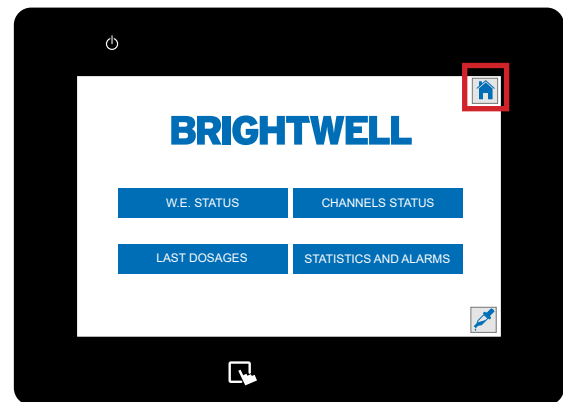 BRIGHTWELL
W.E. STATUS
CHANNELS STATUS
LAST DOSAGES
STATISTICS AND ALARMS